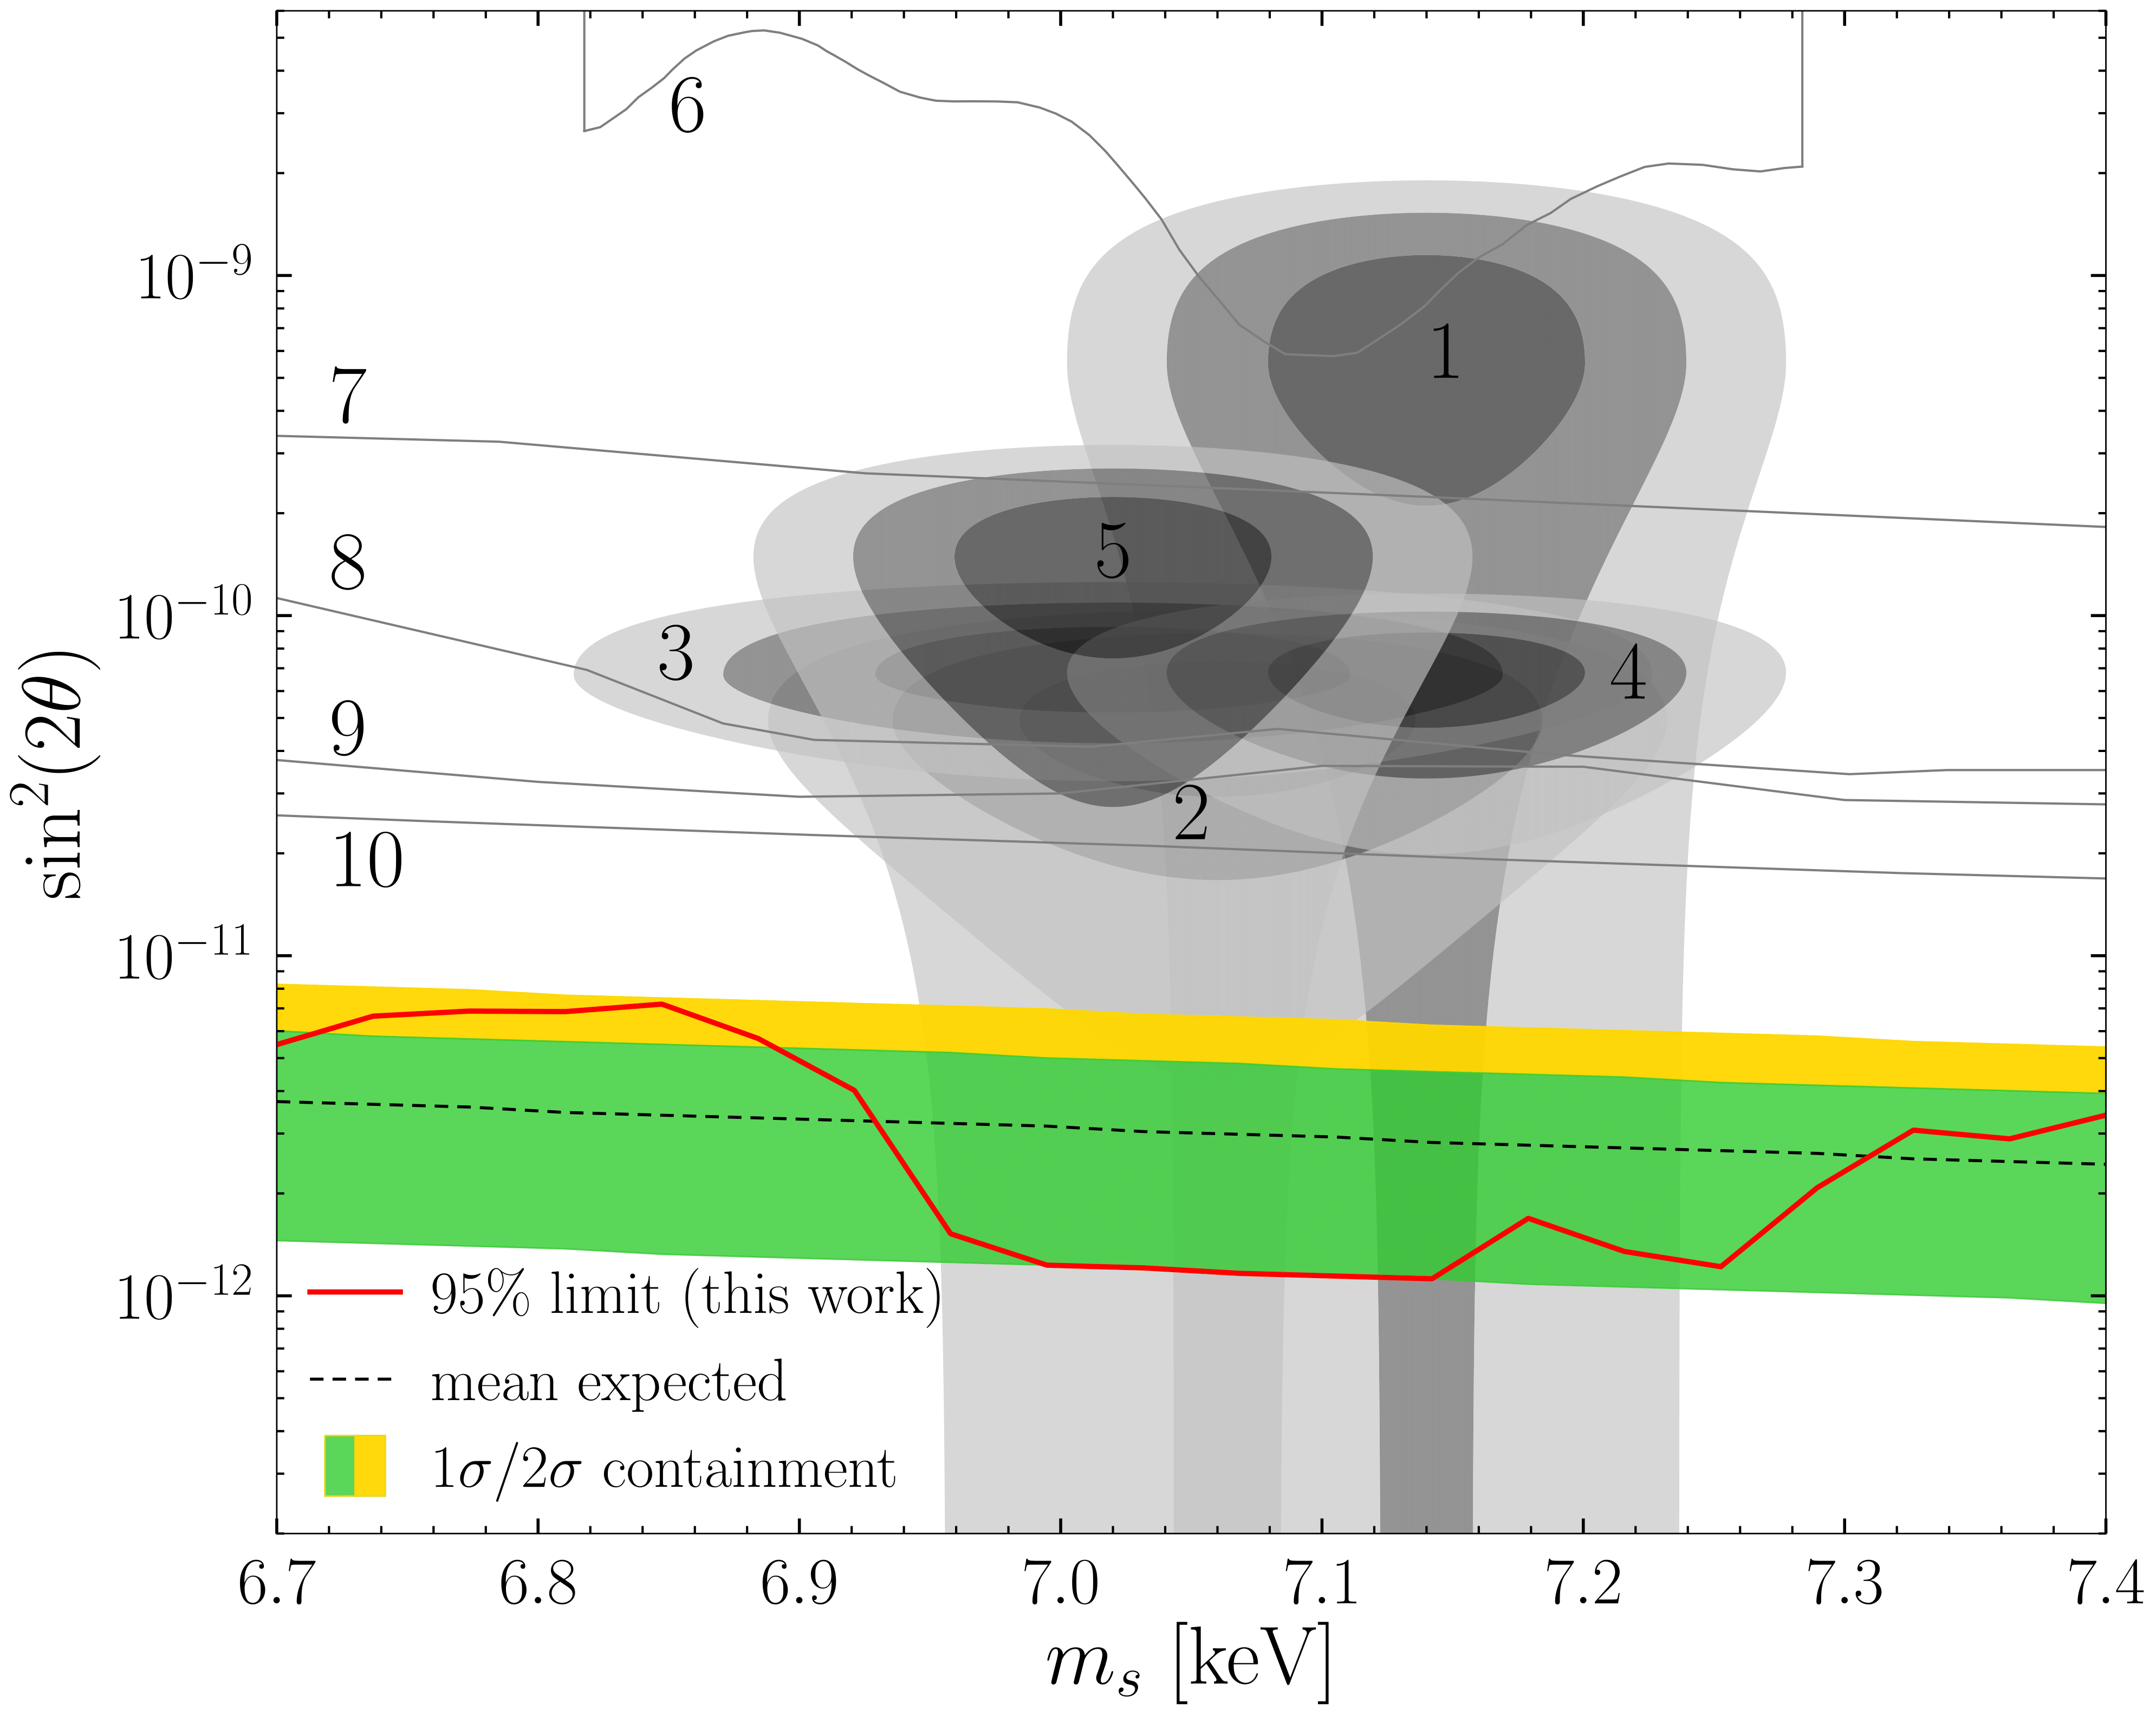 6
10⁻⁹
1
7
5
8
10⁻¹⁰
3
4
9
sin²(2θ)
2
10
10⁻¹¹
10⁻¹²
95% limit (this work)
mean expected
1σ/2σ containment
6.7 6.8 6.9 7.0 7.1 7.2 7.3 7.4
mₛ [keV]